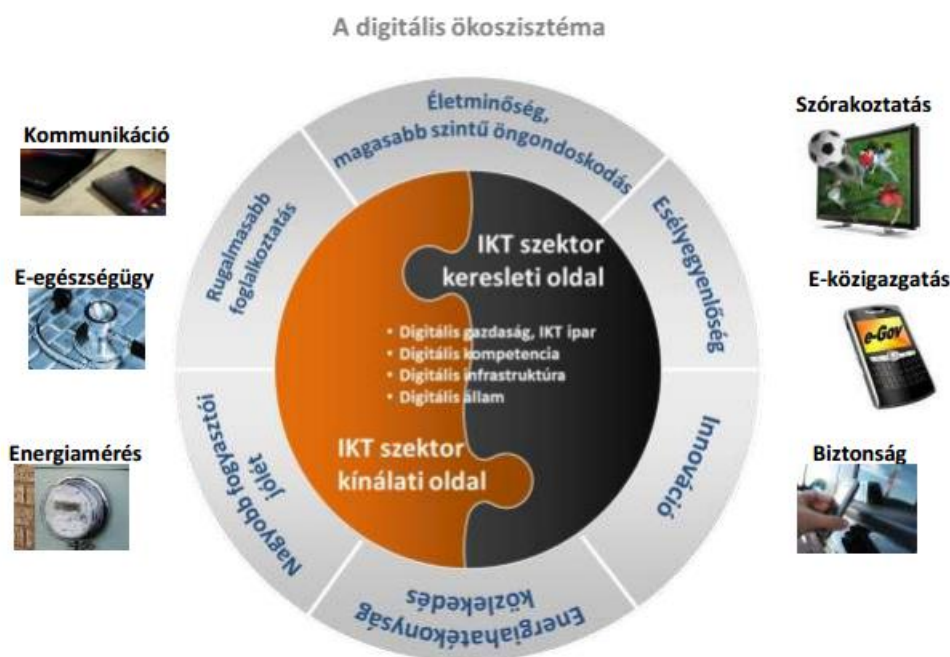 A digitális ökoszisztéma
Kommunikáció
E-egészségügy
Energiamérés
Életminőség,
magasabb szintű öngondoskodás
Esélyegyenlőség
Innováció
Energiahatékonyság
közlekedés
Nagyobb fogyasztói
jólét
Rugalmasabb
foglalkoztatás
IKT szektor
keresleti oldal
• Digitális gazdaság, IKT ipar
• Digitális kompetencia
• Digitális infrastruktúra
• Digitális állam
IKT szektor
kínálati oldal
Szórakoztatás
E-közigazgatás
e-Gov
Biztonság